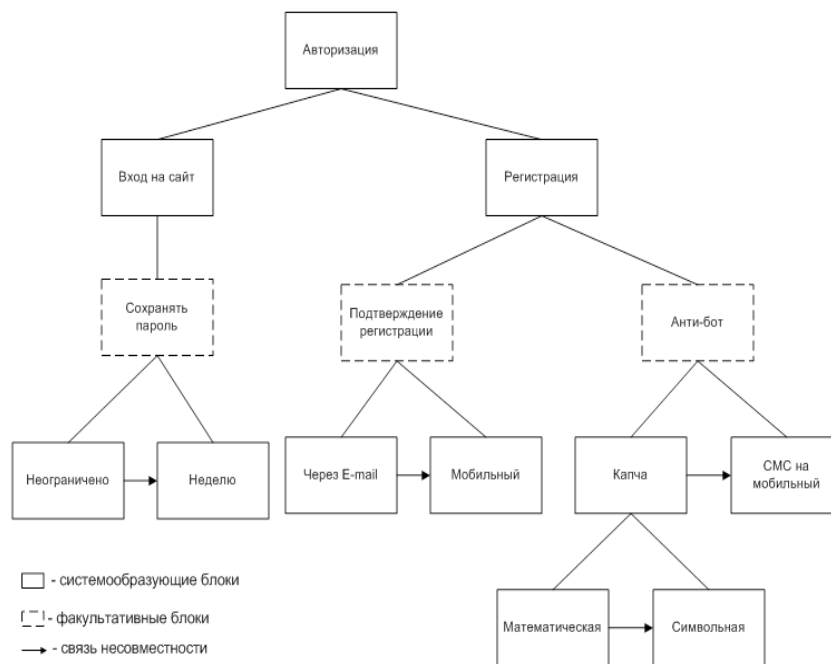 Авторизация
Вход на сайт
Регистрация
Сохранять
пароль
Подтверждение
регистрации
Анти-бот
Неограничено
Неделю
Через E-mail
Мобильный
Капча
СМС на
мобильный
Математическая
Символьная
- системообразующие блоки
- факультативные блоки
- связь несовместности